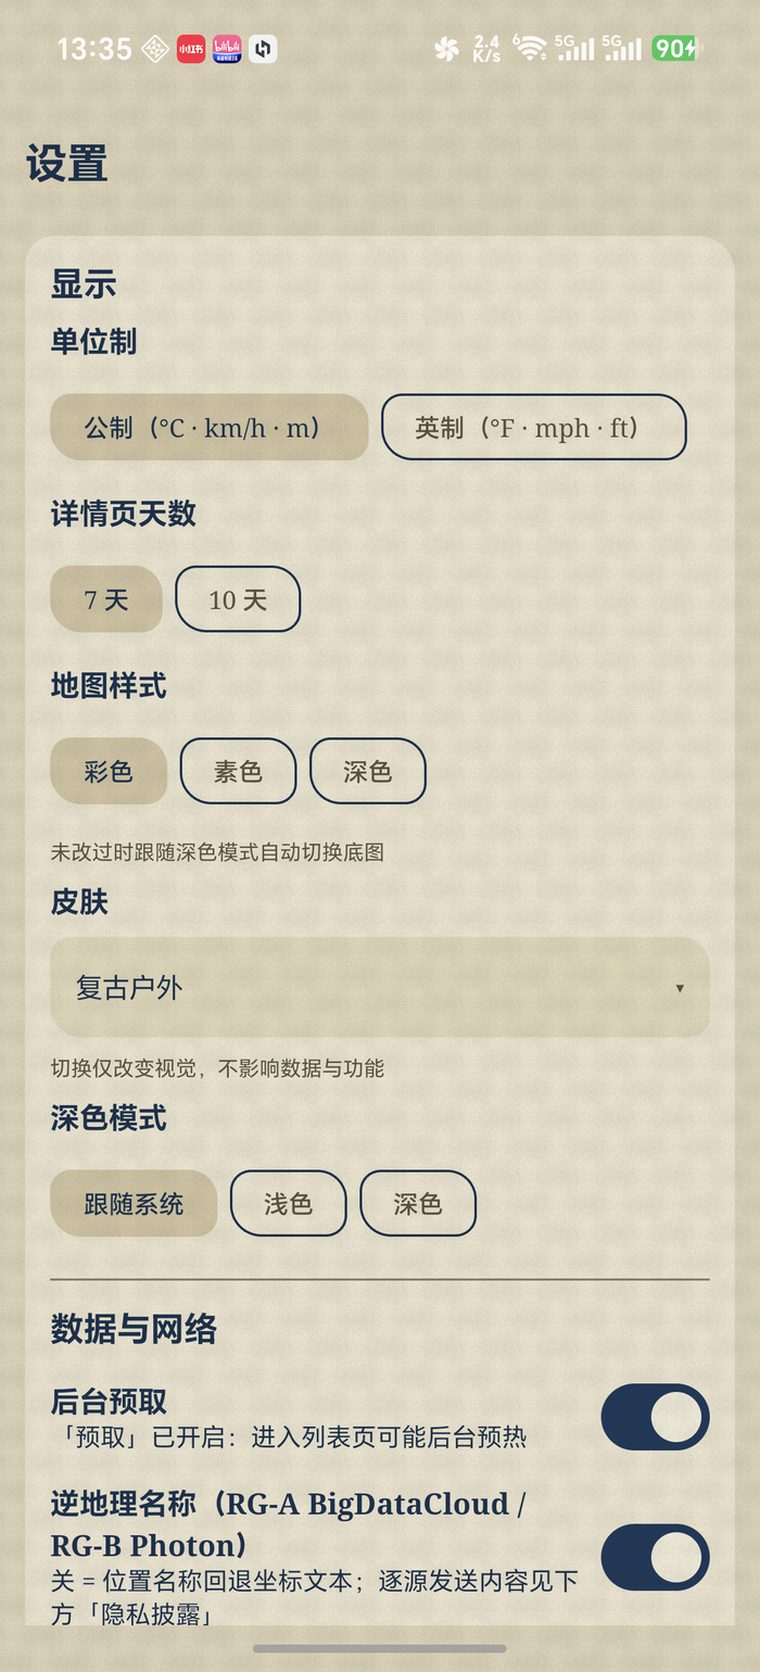 13:35
小红书
bilibili
2.4
K/s
6
5G
5G
90
设置
显示
单位制
公制（°C · km/h · m）
英制（°F · mph · ft）
详情页天数
7 天
10 天
地图样式
彩色
素色
深色
未改过时跟随深色模式自动切换底图
皮肤
复古户外
切换仅改变视觉，不影响数据与功能
深色模式
跟随系统
浅色
深色
数据与网络
后台预取
「预取」已开启：进入列表页可能后台预热
逆地理名称（RG-A BigDataCloud /
RG-B Photon）
关 = 位置名称回退坐标文本；逐源发送内容见下
方「隐私披露」